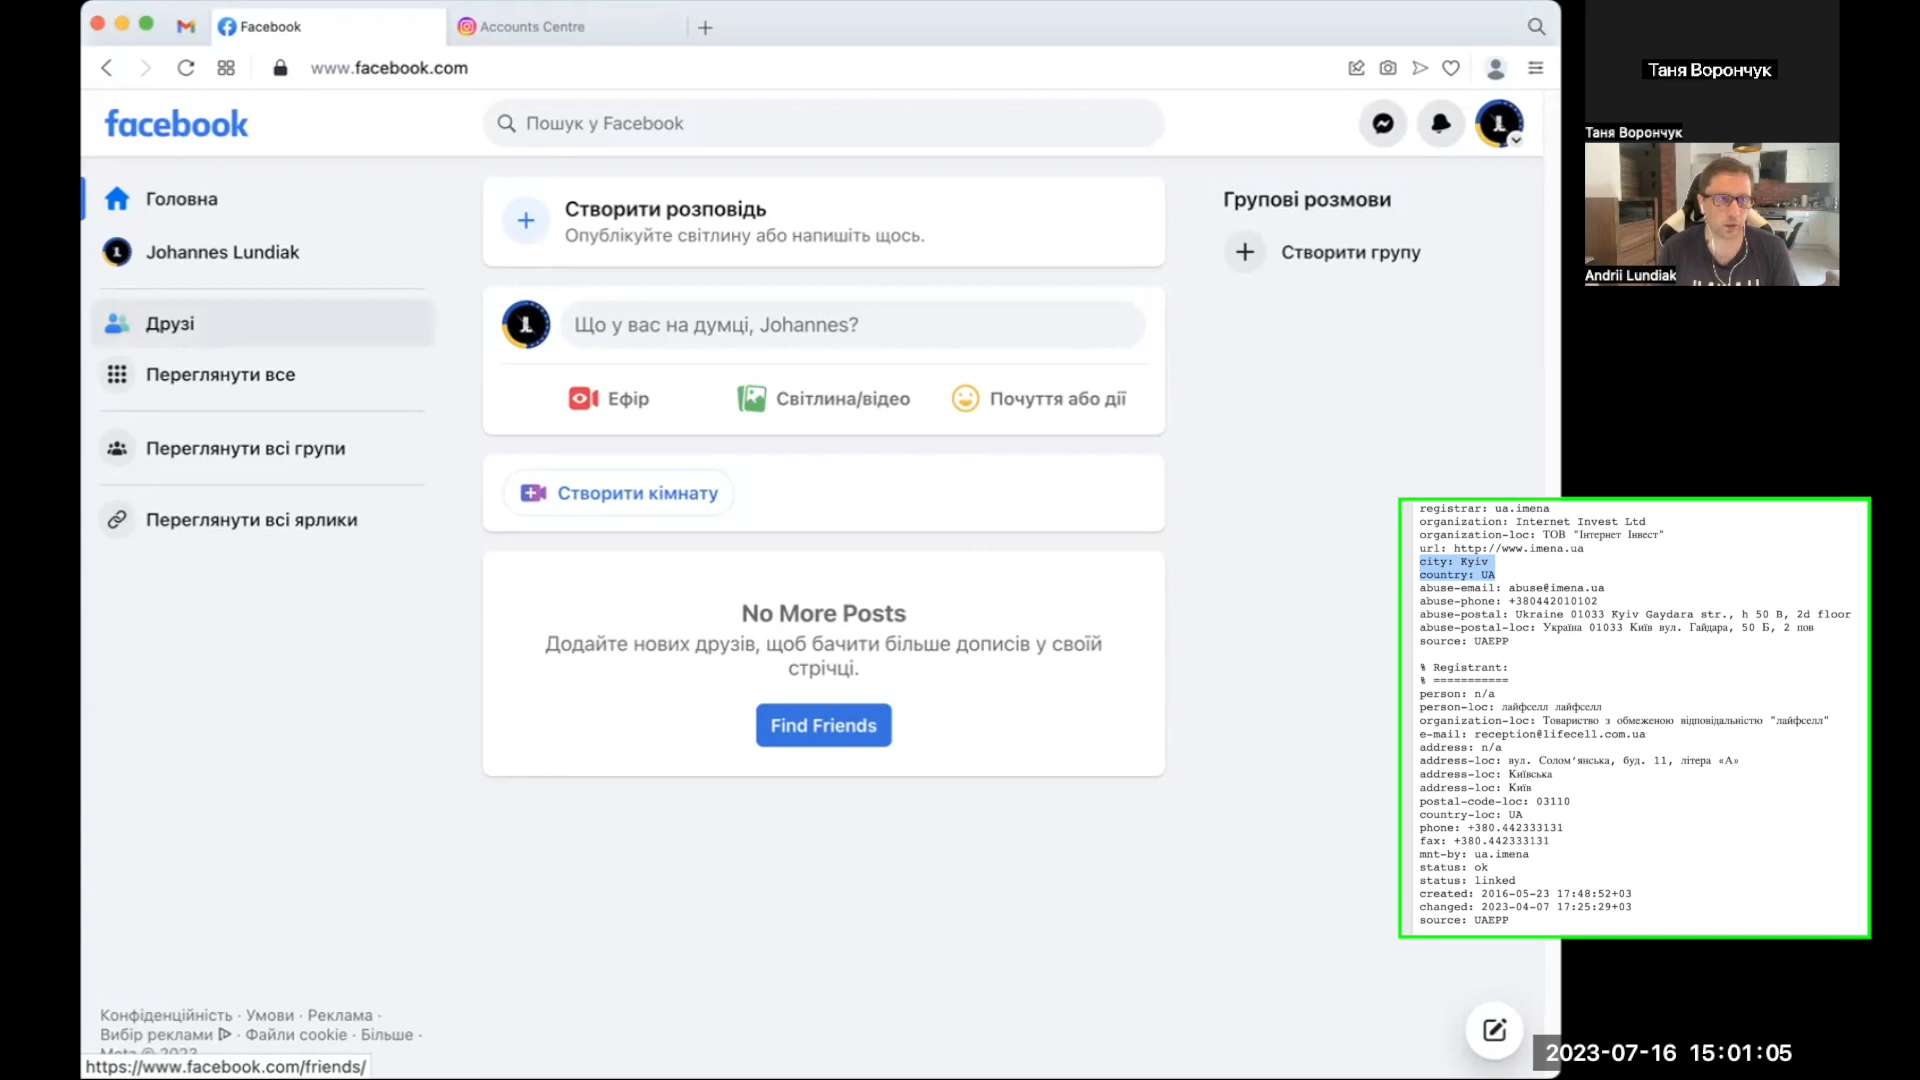 Facebook
Accounts Centre
www.facebook.com
facebook
Пошук у Facebook
Головна
Johannes Lundiak
Друзі
Переглянути все
Переглянути всі групи
Переглянути всі ярлики
Створити розповідь
Опублікуйте світлину або напишіть щось.
Що у вас на думці, Johannes?
Ефір
Світлина/відео
Почуття або дії
Створити кімнату
No More Posts
Додайте нових друзів, щоб бачити більше дописів у своїй
стрічці.
Find Friends
Групові розмови
Створити групу
Конфіденційність · Умови · Реклама ·
Вибір реклами · Файли cookie · Більше ·
Meta © 2023
https://www.facebook.com/friends/
Таня Ворончук
Таня Ворончук
Andrii Lundiak
registrar: ua.imena
organization: Internet Invest Ltd
organization-loc: ТОВ "Інтернет Інвест"
url: http://www.imena.ua
city: Kyiv
country: UA
abuse-email: abuse@imena.ua
abuse-phone: +380442010102
abuse-postal: Ukraine 01033 Kyiv Gaydara str., h 50 B, 2d floor
abuse-postal-loc: Україна 01033 Київ вул. Гайдара, 50 Б, 2 пов
source: UAEPP
% Registrant:
% ===========
person: n/a
person-loc: лайфселл лайфселл
organization-loc: Товариство з обмеженою відповідальністю "лайфселл"
e-mail: reception@lifecell.com.ua
address: n/a
address-loc: вул. Солом’янська, буд. 11, літера «А»
address-loc: Київська
address-loc: Київ
postal-code-loc: 03110
country-loc: UA
phone: +380.442333131
fax: +380.442333131
mnt-by: ua.imena
status: ok
status: linked
created: 2016-05-23 17:48:52+03
changed: 2023-04-07 17:25:29+03
source: UAEPP
2023-07-16 15:01:05